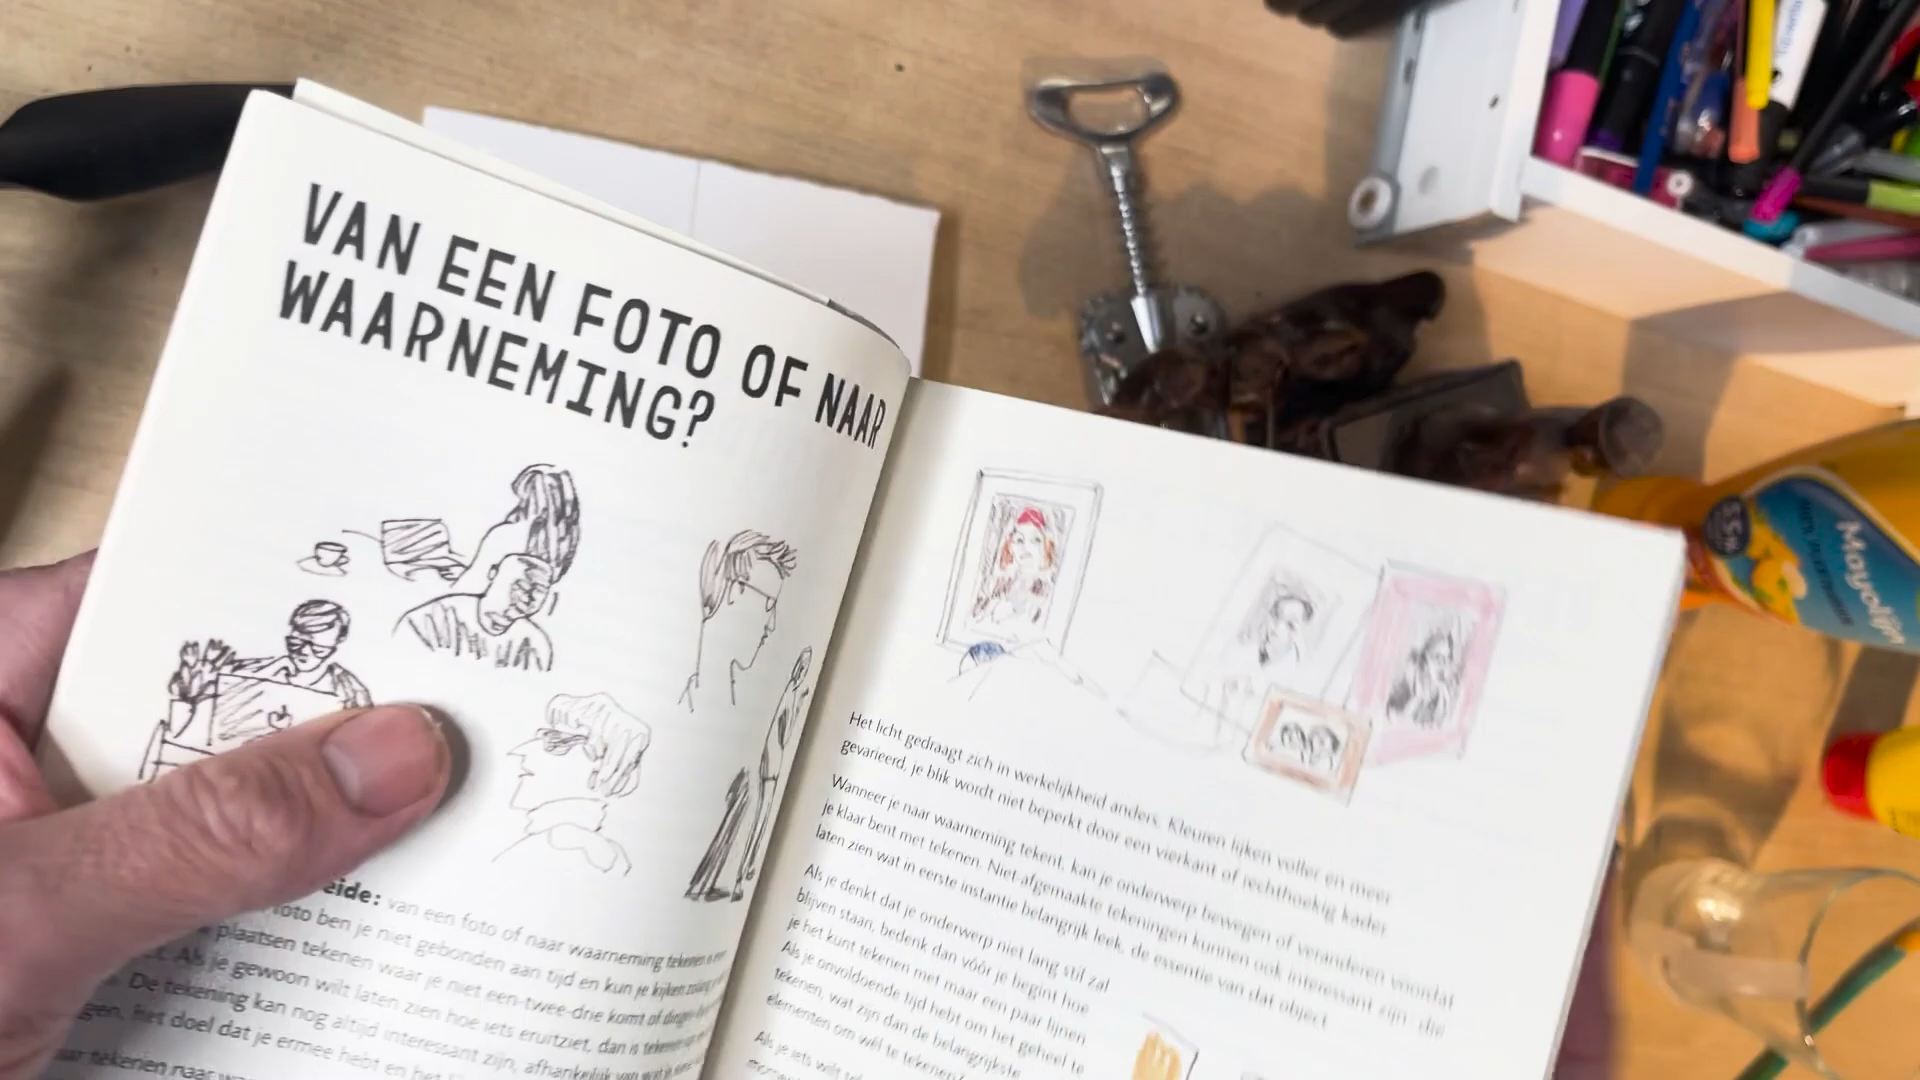 VAN EEN FOTO OF NAAR
WAARNEMING?
eide: van een foto of naar waarneming tekenen
foto ben je niet gebonden aan tijd en kun je kijken
plaatsen tekenen waar je niet een-twee-drie komt of
Als je gewoon wilt laten zien hoe iets eruitziet, dan is
De tekening kan nog altijd interessant zijn, afhankelijk van
gen, het doel dat je ermee hebt en het
tekenen naar
Het licht gedraagt zich in werkelijkheid anders. Kleuren lijken voller en meer
gevarieerd, je blik wordt niet beperkt door een vierkant of rechthoekig kader.
Wanneer je naar waarneming tekent, kan je onderwerp bewegen of veranderen voordat
je klaar bent met tekenen. Niet afgemaakte tekeningen kunnen ook interessant zijn: die
laten zien wat in eerste instantie belangrijk leek, de essentie van dat object.
Als je denkt dat je onderwerp niet lang stil zal
blijven staan, bedenk dan vóór je begint hoe
je het kunt tekenen met maar een paar lijnen.
Als je onvoldoende tijd hebt om het geheel te
tekenen, wat zijn dan de belangrijkste
elementen om wél te tekenen?
Als je iets wilt
Mayolijn